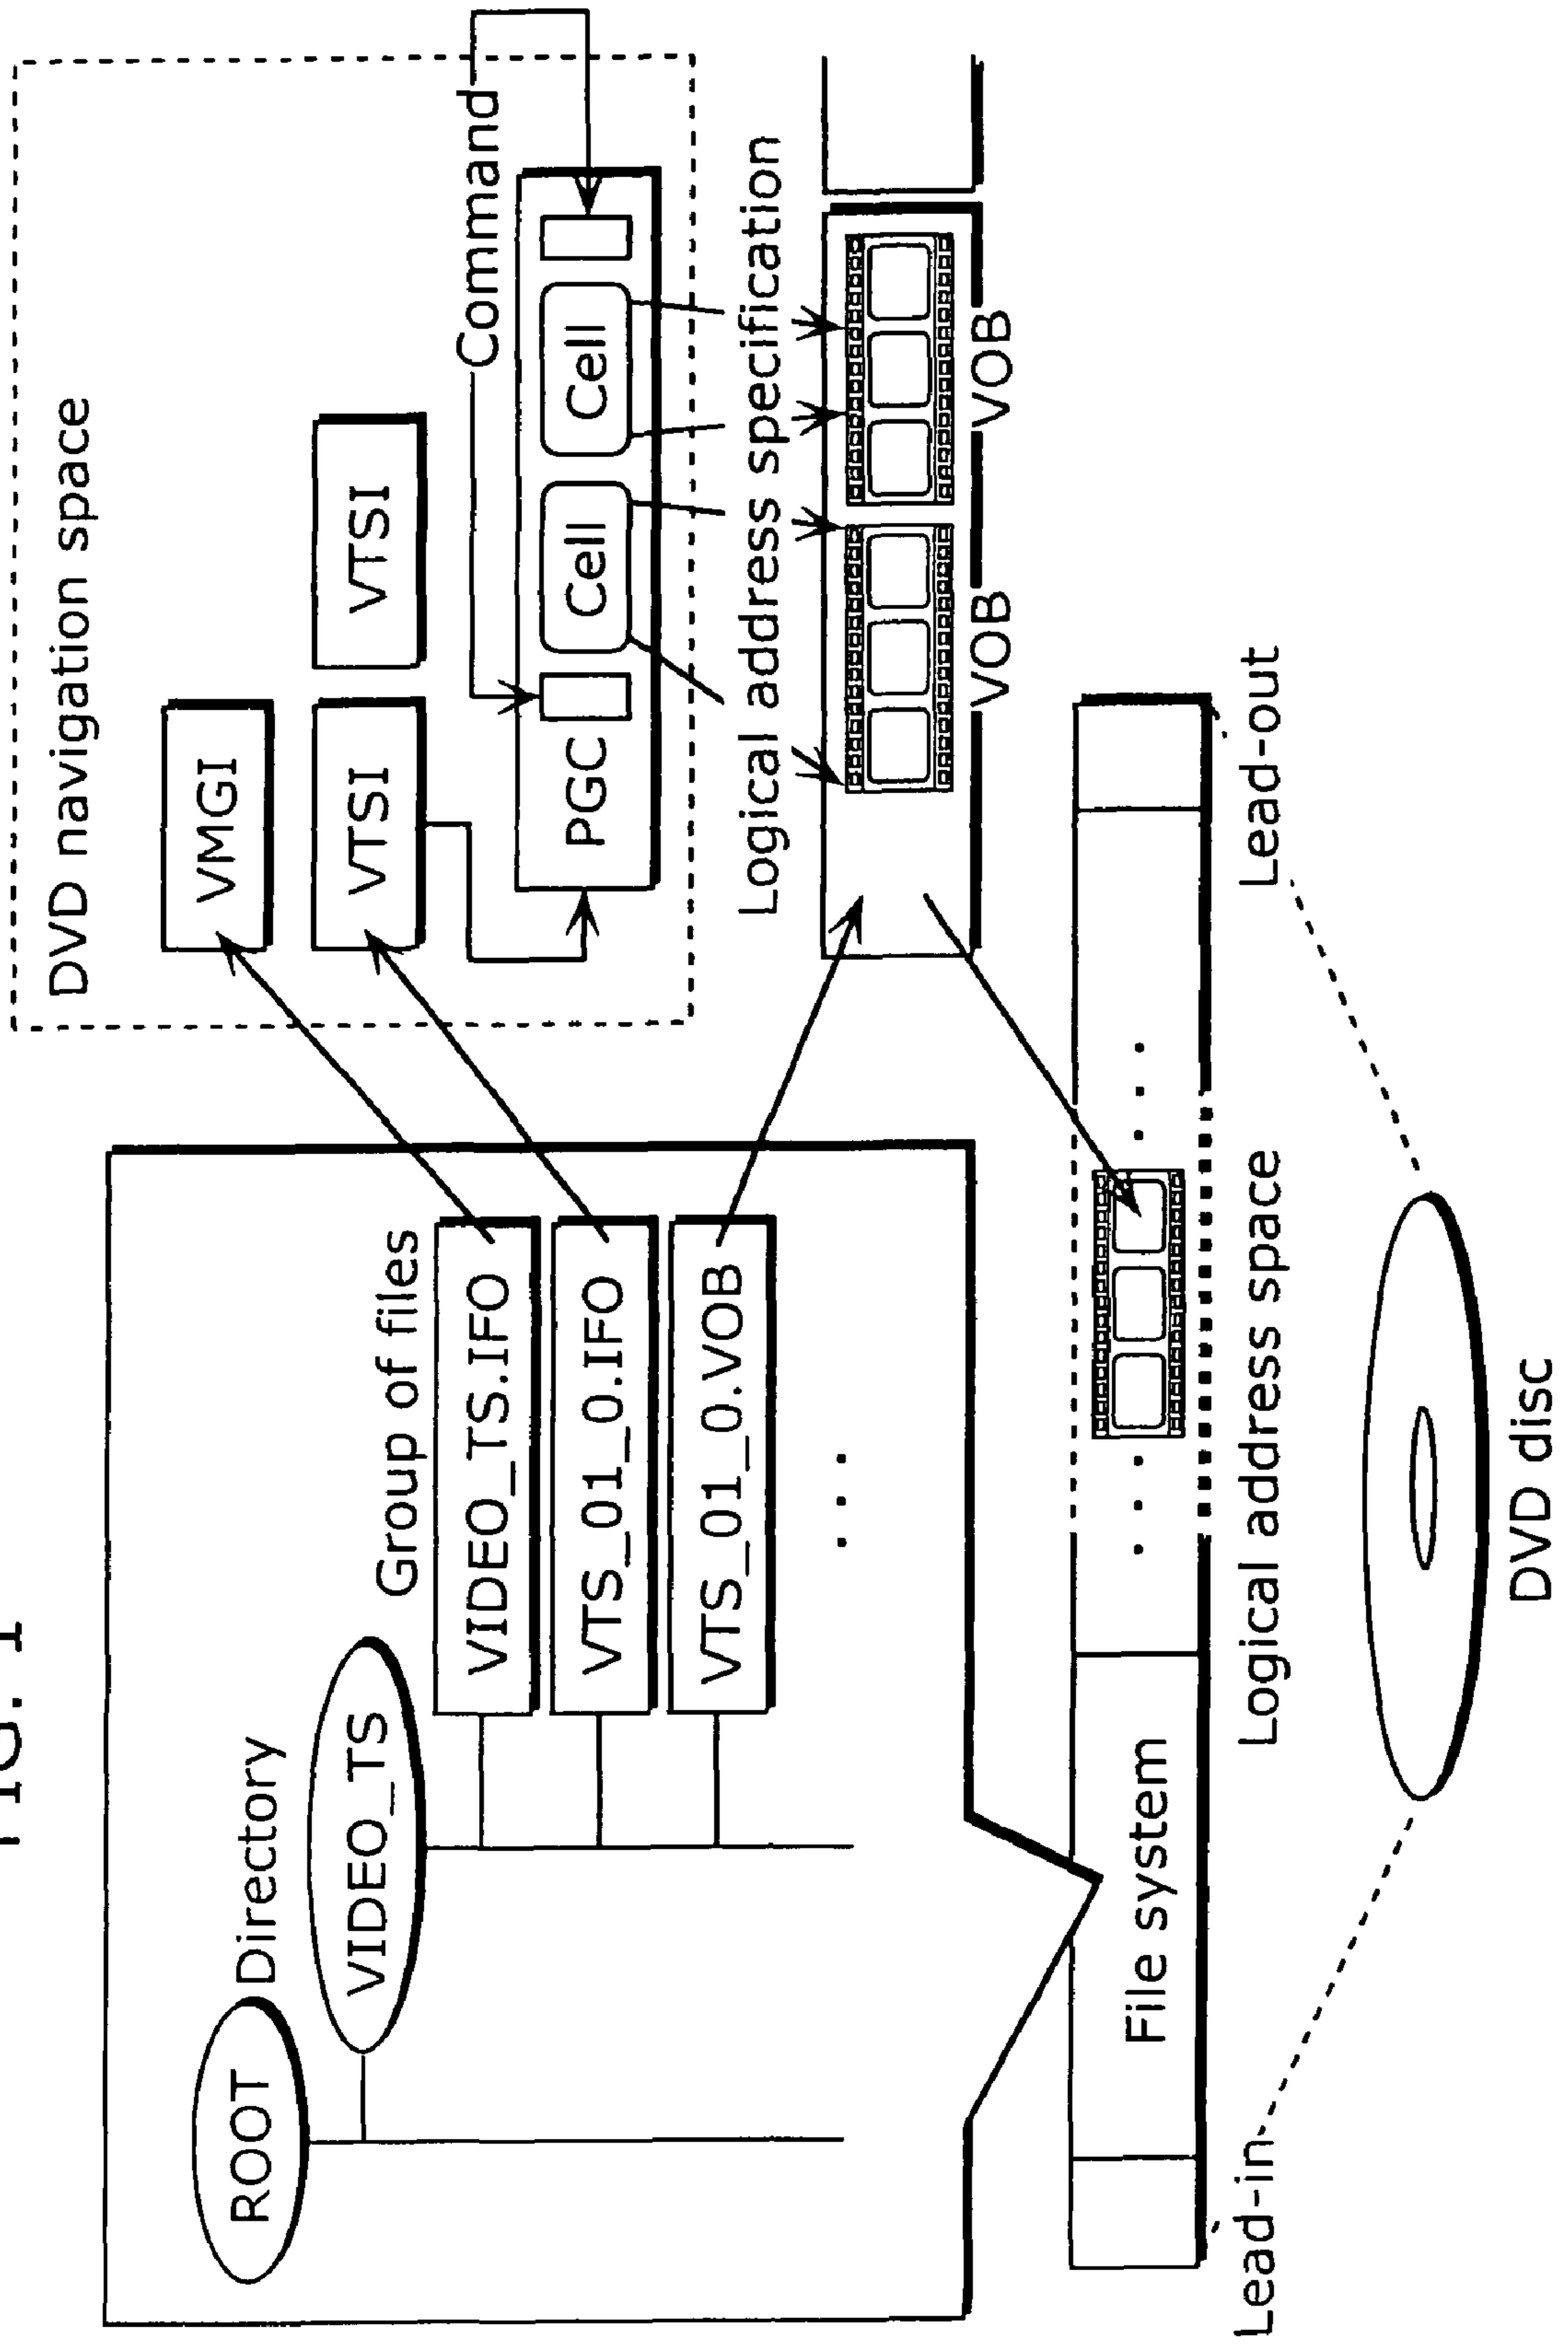 FIG. 1
DVD navigation space
VMGI
VTSI
VTSI
Command
PGC
Cell
Cell
Logical address specification
VOB
VOB
ROOT
Directory
VIDEO_TS
Group of files
VIDEO_TS.IFO
VTS_01_0.IFO
VTS_01_0.VOB
File system
Lead-in
Logical address space
Lead-out
DVD disc